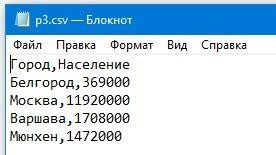 p3.csv — Блокнот
Файл Правка Формат Вид Справка
Город,Население
Белгород,369000
Москва,11920000
Варшава,1708000
Мюнхен,1472000